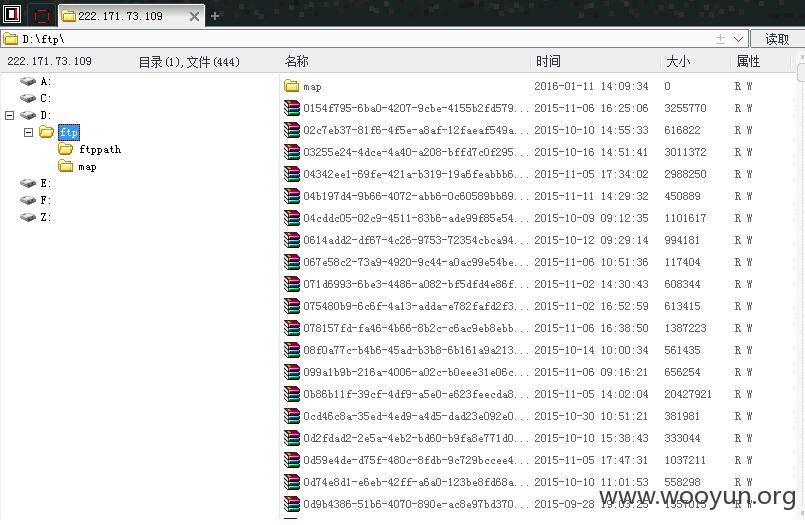 222.171.73.109
D:\ftp\ 读取
222.171.73.109 目录(1),文件(444) 名称 时间 大小 属性
A:
C:
D:
ftp
ftppath
map
E:
F:
Z:
map 2016-01-11 14:09:34 0 R W
0154f795-6ba0-4207-9cbe-4155b2fd579... 2015-11-06 16:25:06 3255770 R W
02c7eb37-81f6-4f5e-a8af-12faeaf549a... 2015-10-10 14:55:33 616822 R W
03255e24-4dce-4a40-a208-bffd7c0f295... 2015-10-16 14:51:41 3011372 R W
04342ee1-69fe-421a-b319-19a6feabbb6... 2015-11-05 17:34:02 2988250 R W
04b197d4-9b66-4072-abb6-0c60589bb69... 2015-11-11 14:29:32 450889 R W
04cddc05-02c9-4511-83b6-ade99f85e54... 2015-10-09 09:12:35 1101617 R W
0614add2-df67-4c26-9753-72354cbca94... 2015-10-12 09:29:14 994181 R W
067e58c2-73a9-4920-9c44-a0ac99e54be... 2015-11-06 10:51:36 117404 R W
071d6993-6be3-4486-a082-bf5dfd4e86f... 2015-11-02 14:30:43 608344 R W
075480b9-6c6f-4a13-adda-e782fafd2f3... 2015-11-02 16:52:59 613415 R W
078157fd-fa46-4b66-8b2c-c6ac9eb8ebb... 2015-11-06 16:38:50 1387223 R W
08f0a77c-b4b6-45ad-b3b8-6b161a9a213... 2015-10-14 10:00:34 561435 R W
099a1b9b-216a-4006-a02c-b0eee31e06c... 2015-11-06 09:16:21 656254 R W
0b86b11f-39cf-4df9-a5e0-e623feecda8... 2015-11-05 14:02:04 20427921 R W
0cd46c8a-35ed-4ed9-a4d5-dad23e092e0... 2015-10-30 10:51:21 381981 R W
0d2fdad2-2e5a-4eb2-bd60-b9fa8e771d0... 2015-10-10 15:38:43 333044 R W
0d59e4de-d75f-480c-8fdb-9c729bccee4... 2015-11-05 17:47:31 1037211 R W
0d74e8d1-e6eb-42ff-a6a0-123be8fd68a... 2015-10-10 11:01:53 558298 R W
0d9b4386-51b6-4070-890e-ac8e97bd370... 2015-09-28 19:03:25 1557015 R W
www.wooyun.org